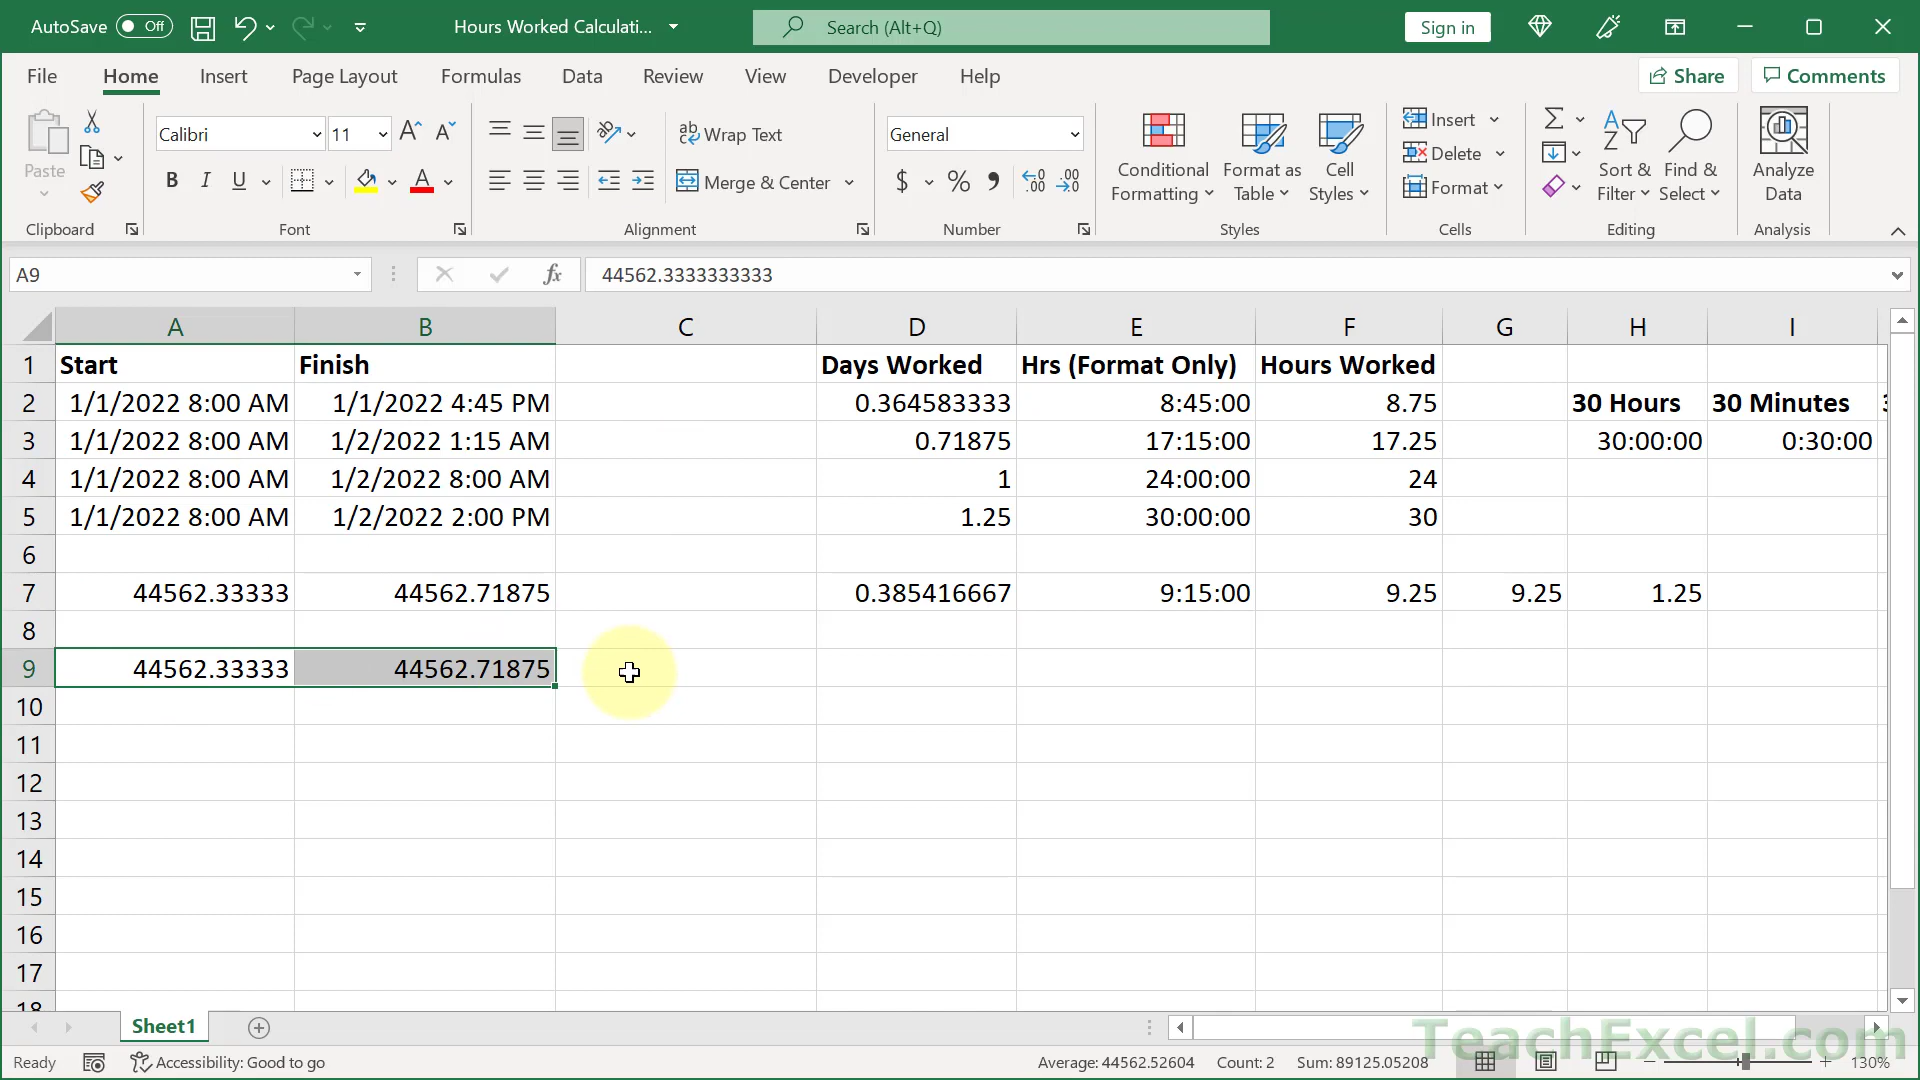 AutoSave Off Hours Worked Calculati... Search (Alt+Q) Sign in
File Home Insert Page Layout Formulas Data Review View Developer Help Share Comments
Paste Calibri 11 Wrap Text General Conditional Formatting Format as Table Cell Styles Insert Delete Format Sort & Filter Find & Select Analyze Data
B I U Merge & Center $ %
Clipboard Font Alignment Number Styles Cells Editing Analysis
A9 fx 44562.3333333333
A B C D E F G H I
1 Start Finish Days Worked Hrs (Format Only) Hours Worked
2 1/1/2022 8:00 AM 1/1/2022 4:45 PM 0.364583333 8:45:00 8.75 30 Hours 30 Minutes
3 1/1/2022 8:00 AM 1/2/2022 1:15 AM 0.71875 17:15:00 17.25 30:00:00 0:30:00
4 1/1/2022 8:00 AM 1/2/2022 8:00 AM 1 24:00:00 24
5 1/1/2022 8:00 AM 1/2/2022 2:00 PM 1.25 30:00:00 30
6
7 44562.33333 44562.71875 0.385416667 9:15:00 9.25 9.25 1.25
8
9 44562.33333 44562.71875
10
11
12
13
14
15
16
17
18
Sheet1
TeachExcel.com
Ready Accessibility: Good to go Average: 44562.52604 Count: 2 Sum: 89125.05208 130%